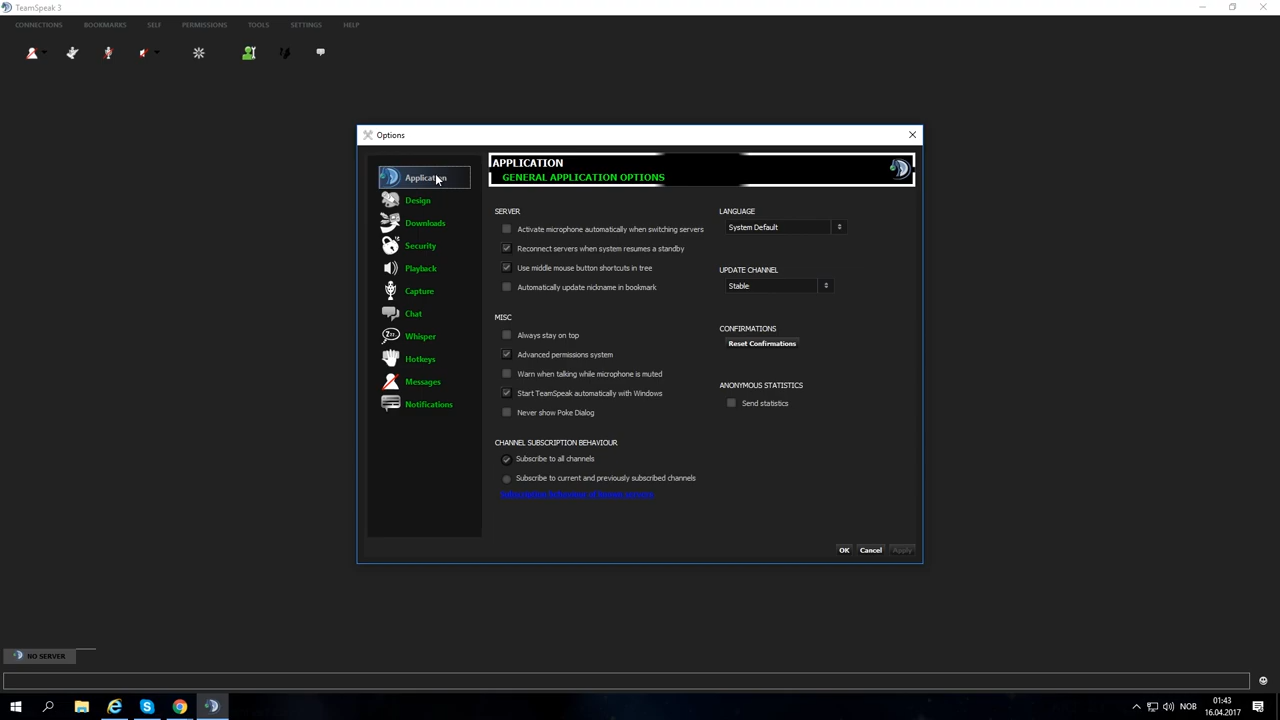 TeamSpeak 3
CONNECTIONS BOOKMARKS SELF PERMISSIONS TOOLS SETTINGS HELP
Options
Application
Design
Downloads
Security
Playback
Capture
Chat
Whisper
Hotkeys
Messages
Notifications
APPLICATION
GENERAL APPLICATION OPTIONS
SERVER
Activate microphone automatically when switching servers
Reconnect servers when system resumes a standby
Use middle mouse button shortcuts in tree
Automatically update nickname in bookmark
MISC
Always stay on top
Advanced permissions system
Warn when talking while microphone is muted
Start TeamSpeak automatically with Windows
Never show Poke Dialog
CHANNEL SUBSCRIPTION BEHAVIOUR
Subscribe to all channels
Subscribe to current and previously subscribed channels
LANGUAGE
System Default
UPDATE CHANNEL
Stable
CONFIRMATIONS
Reset Confirmations
ANONYMOUS STATISTICS
Send statistics
OK Cancel Apply
NO SERVER
NOB
01:43
16.04.2017